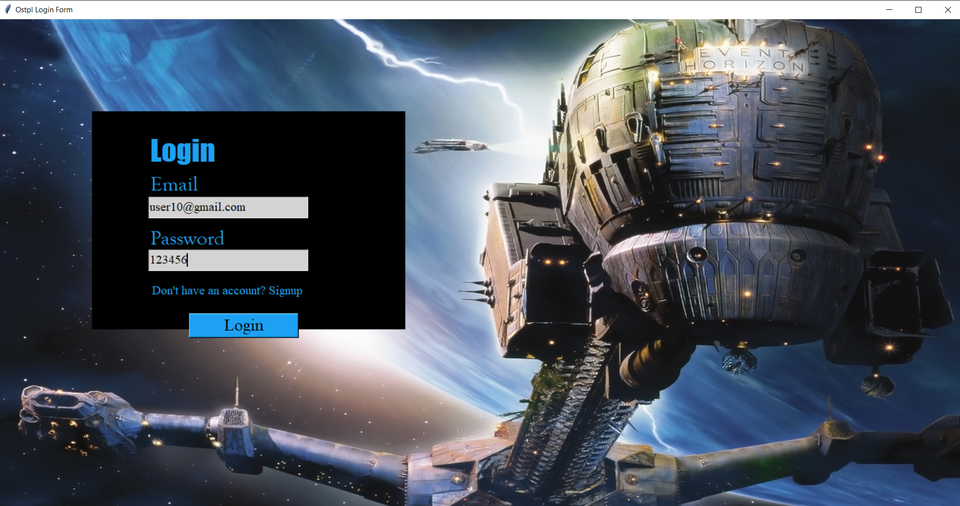 Ostpl Login Form
EVENT
HORIZON
Login
Email
user10@gmail.com
Password
123456
Don't have an account? Signup
Login